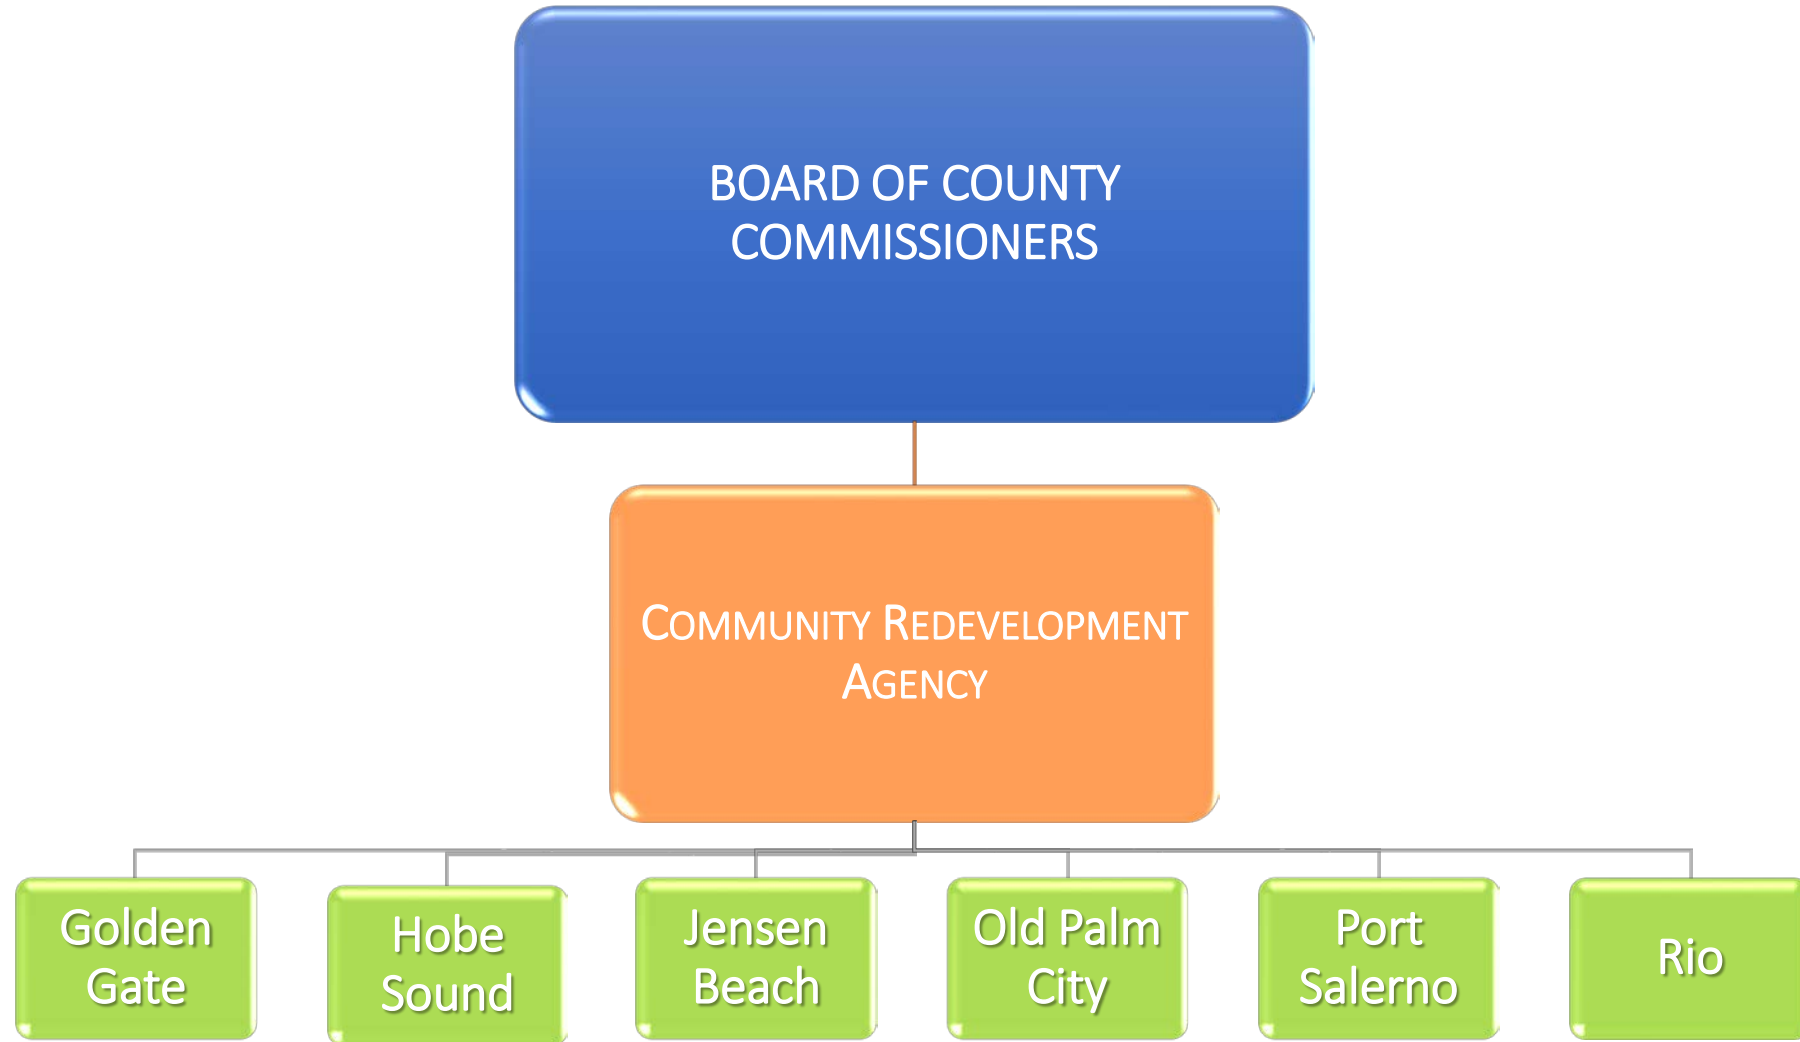 BOARD OF COUNTY
COMMISSIONERS
COMMUNITY REDEVELOPMENT
AGENCY
Golden
Gate
Hobe
Sound
Jensen
Beach
Old Palm
City
Port
Salerno
Rio